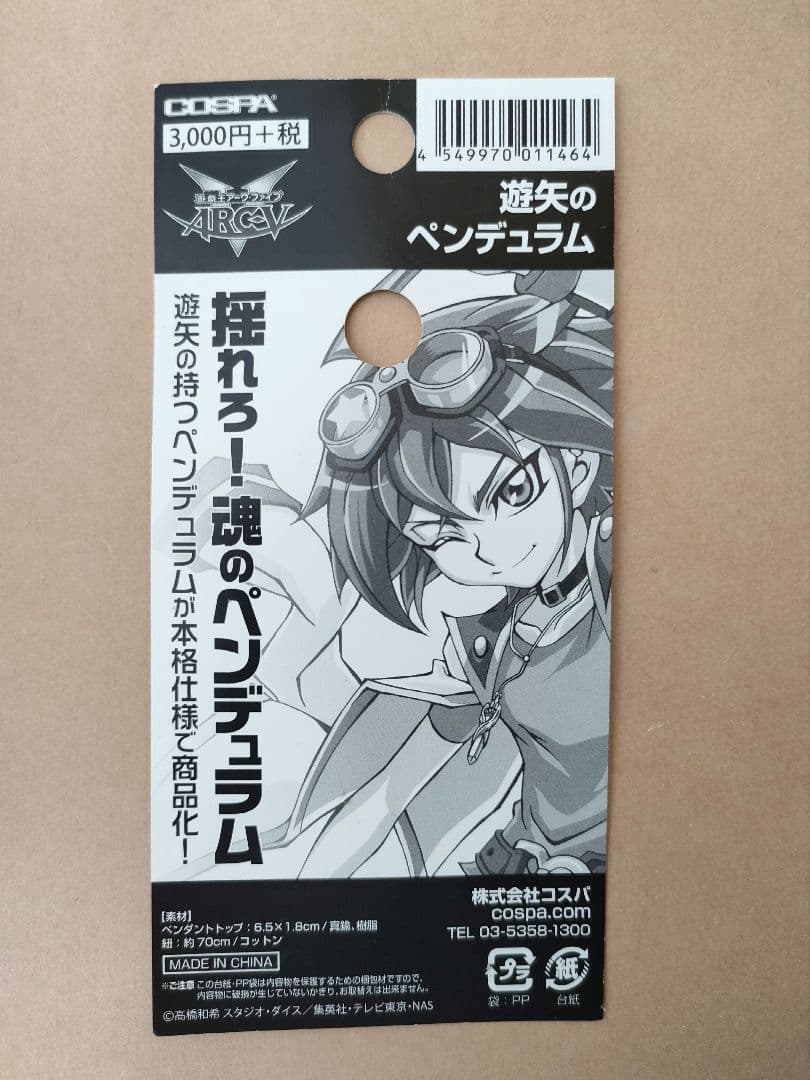 COSPA®
3,000円+税
4 549970 011464
遊戯王アーク・ファイブ
ARC-V
遊矢の
ペンデュラム
揺れろ!魂のペンデュラム
遊矢の持つペンデュラムが本格仕様で商品化!
【素材】
ペンダントトップ:6.5×1.8cm/真鍮、樹脂
紐:約70cm/コットン
MADE IN CHINA
※ご注意 この台紙・PP袋は内容物を保護するための梱包材ですので、
内容物に破損が生じていないかぎり、お取替えは出来ません。
©高橋和希 スタジオ・ダイス/集英社・テレビ東京・NAS
株式会社コスパ
cospa.com
TEL 03-5358-1300
プラ
袋:PP
紙
台紙